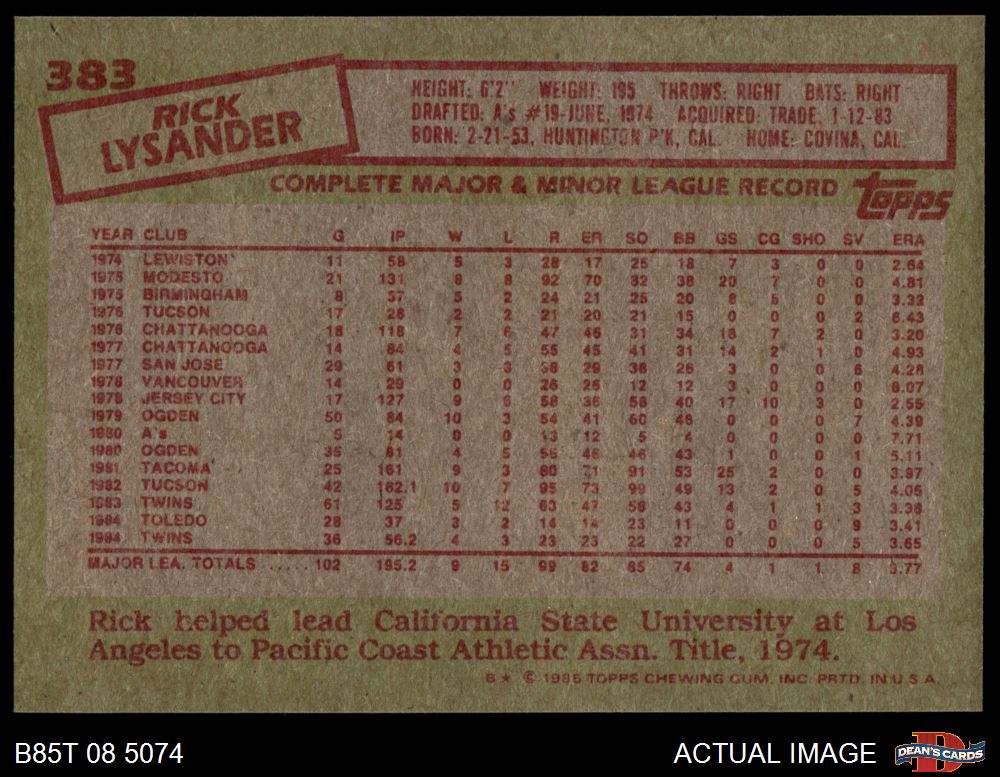 383
RICK
LYSANDER
HEIGHT: 6'2" WEIGHT: 195 THROWS: RIGHT BATS: RIGHT
DRAFTED: A's #19-JUNE, 1974 ACQUIRED: TRADE, 1-12-83
BORN: 2-21-53, HUNTINGTON P'K, CAL. HOME: COVINA, CAL.
COMPLETE MAJOR & MINOR LEAGUE RECORD
topps
YEAR CLUB G IP W L R ER SO BB GS CG SHO SV ERA
1974 LEWISTON 11 58 5 3 28 17 25 18 7 3 0 0 2.64
1975 MODESTO 21 131 8 8 92 70 82 38 20 7 0 0 4.81
1975 BIRMINGHAM 8 57 5 2 24 21 25 20 8 5 0 0 3.32
1976 TUCSON 17 28 2 2 21 20 21 15 0 0 0 2 6.43
1976 CHATTANOOGA 18 118 7 6 47 46 31 34 18 7 2 0 3.20
1977 CHATTANOOGA 14 84 4 5 55 45 41 31 14 2 1 0 4.93
1977 SAN JOSE 29 61 3 3 38 29 38 26 3 0 0 6 4.28
1978 VANCOUVER 14 29 0 0 26 26 12 12 3 0 0 0 8.07
1978 JERSEY CITY 17 127 9 6 58 36 58 40 17 10 3 0 2.55
1979 OGDEN 50 84 10 3 54 41 60 46 0 0 0 7 4.39
1980 A's 5 14 0 0 13 12 5 4 0 0 0 0 7.71
1980 OGDEN 35 81 4 5 55 46 46 43 1 0 0 1 5.11
1981 TACOMA 25 161 9 3 80 71 91 53 25 2 0 0 3.97
1982 TUCSON 42 162.1 10 7 95 73 99 49 13 2 0 5 4.05
1983 TWINS 61 125 5 12 63 47 58 43 4 1 1 3 3.38
1984 TOLEDO 28 37 3 2 14 14 23 11 0 0 0 9 3.41
1984 TWINS 36 56.2 4 3 23 23 22 27 0 0 0 5 3.65
MAJOR LEA. TOTALS ..... 102 195.2 9 15 99 82 85 74 4 1 1 8 3.77
Rick helped lead California State University at Los
Angeles to Pacific Coast Athletic Assn. Title, 1974.
B★ © 1985 TOPPS CHEWING GUM, INC. PRTD. IN U.S.A.
B85T 08 5074
ACTUAL IMAGE
DEAN'S CARDS